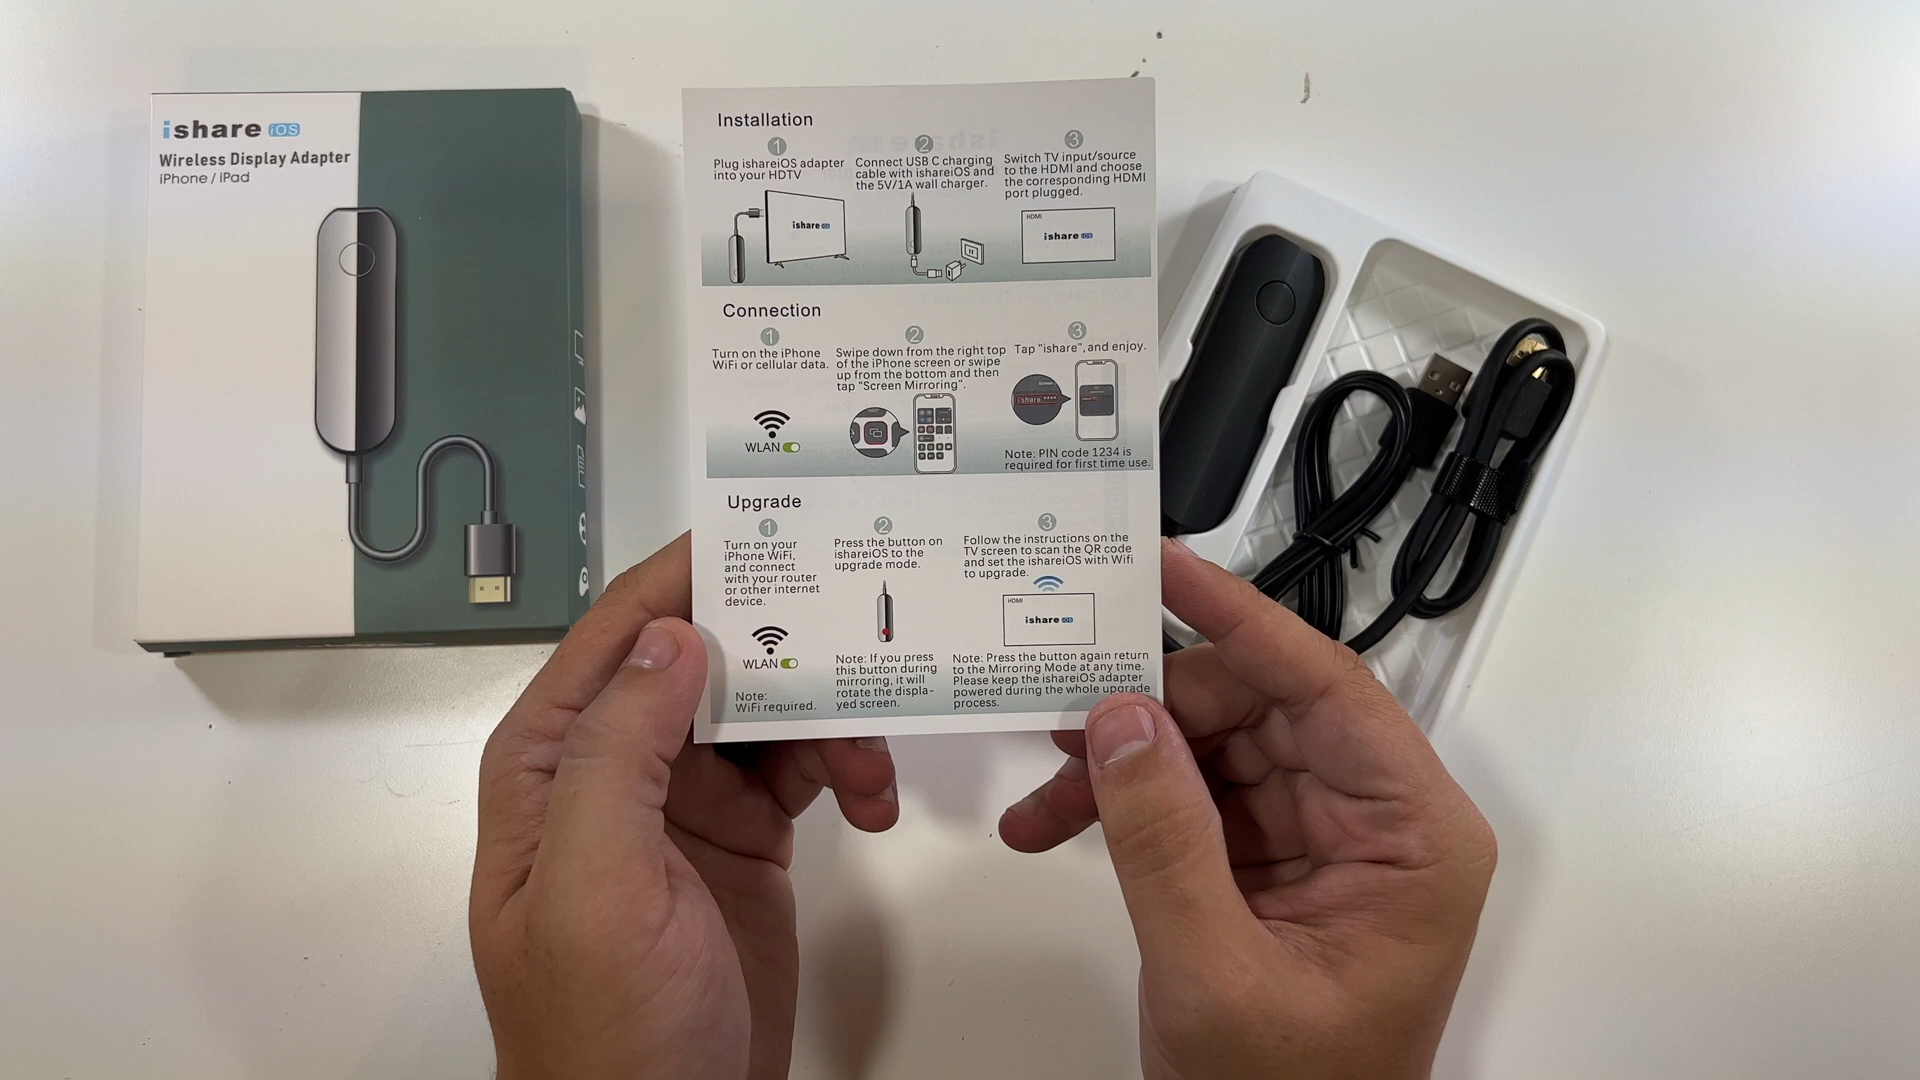 ishare iOS
Wireless Display Adapter
iPhone / iPad
Installation
1
Plug ishareiOS adapter
into your HDTV
ishare iOS
2
Connect USB C charging
cable with ishareiOS and
the 5V/1A wall charger.
3
Switch TV input/source
to the HDMI and choose
the corresponding HDMI
port plugged.
HDMI
ishare iOS
Connection
1
Turn on the iPhone
WiFi or cellular data.
WLAN
2
Swipe down from the right top
of the iPhone screen or swipe
up from the bottom and then
tap "Screen Mirroring".
3
Tap "ishare", and enjoy.
ishare ****
Note: PIN code 1234 is
required for first time use.
Upgrade
1
Turn on your
iPhone WiFi,
and connect
with your router
or other internet
device.
WLAN
Note:
WiFi required.
2
Press the button on
ishareiOS to the
upgrade mode.
Note: If you press
this button during
mirroring, it will
rotate the displa-
yed screen.
3
Follow the instructions on the
TV screen to scan the QR code
and set the ishareiOS with Wifi
to upgrade.
HDMI
ishare iOS
Note: Press the button again return
to the Mirroring Mode at any time.
Please keep the ishareiOS adapter
powered during the whole upgrade
process.